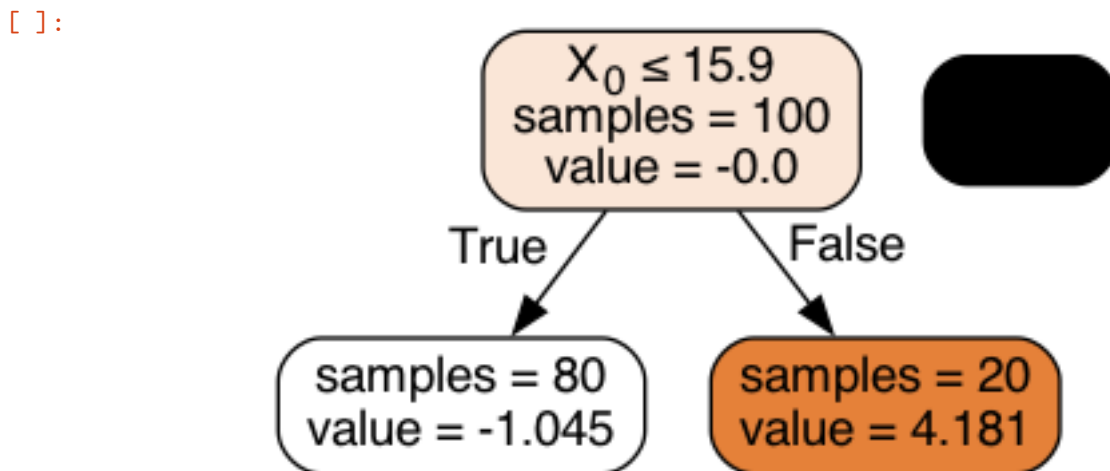 [ ]:
X₀ ≤ 15.9
samples = 100
value = -0.0
True
False
samples = 80
value = -1.045
samples = 20
value = 4.181